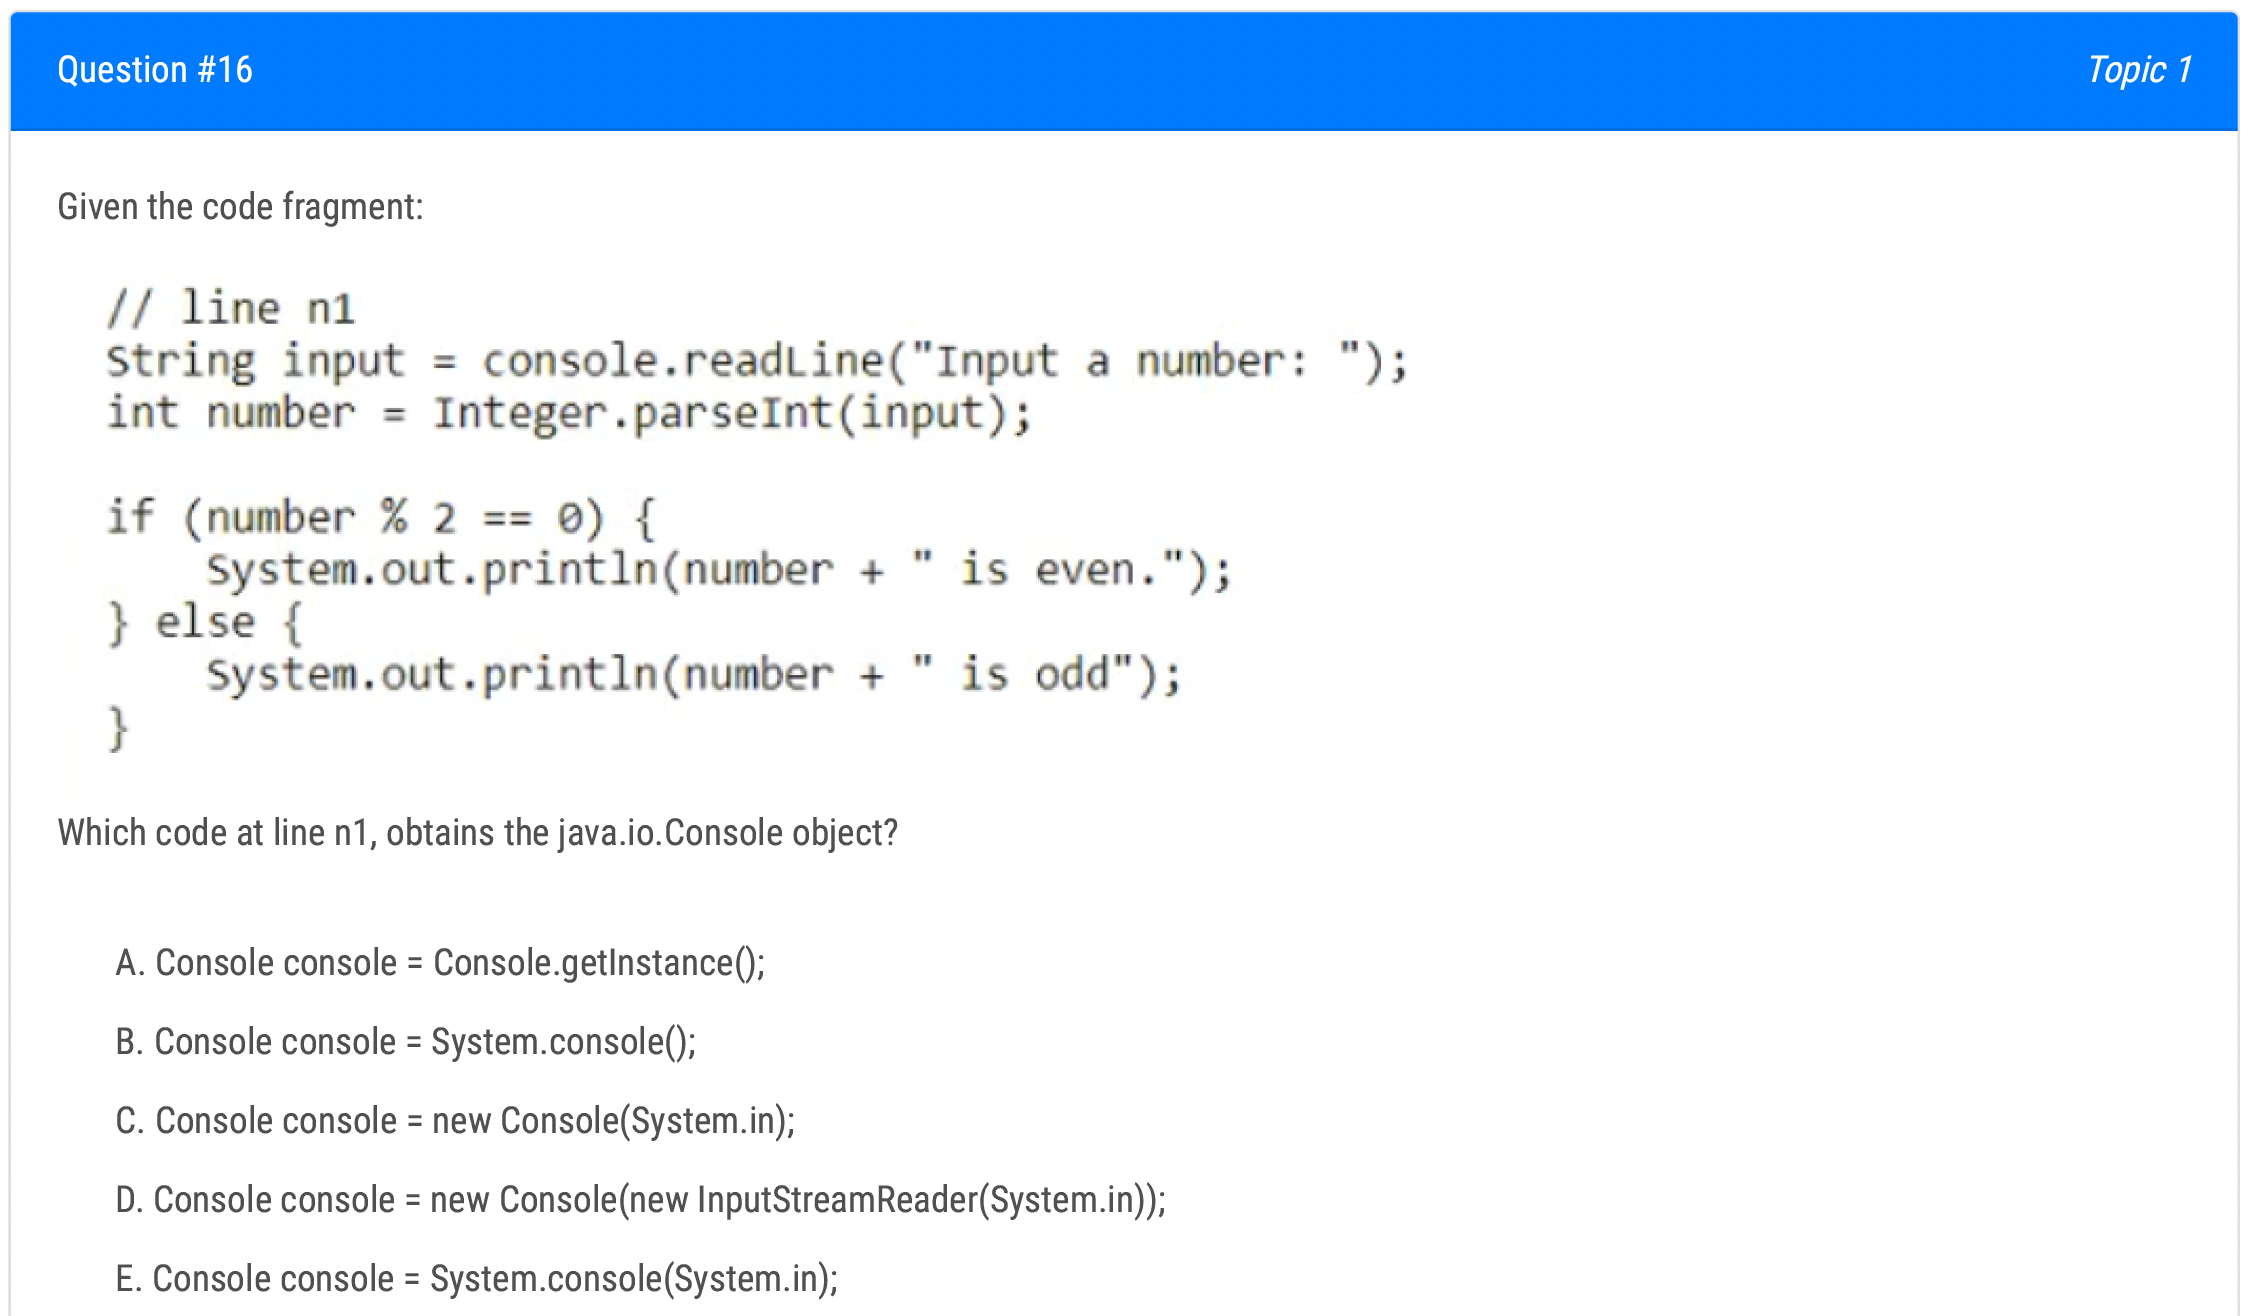 Question #16
Topic 1
Given the code fragment:
// line n1
String input = console.readLine("Input a number: ");
int number = Integer.parseInt(input);
if (number % 2 == 0) {
    System.out.println(number + " is even.");
} else {
    System.out.println(number + " is odd");
}
Which code at line n1, obtains the java.io.Console object?
A. Console console = Console.getInstance();
B. Console console = System.console();
C. Console console = new Console(System.in);
D. Console console = new Console(new InputStreamReader(System.in));
E. Console console = System.console(System.in);